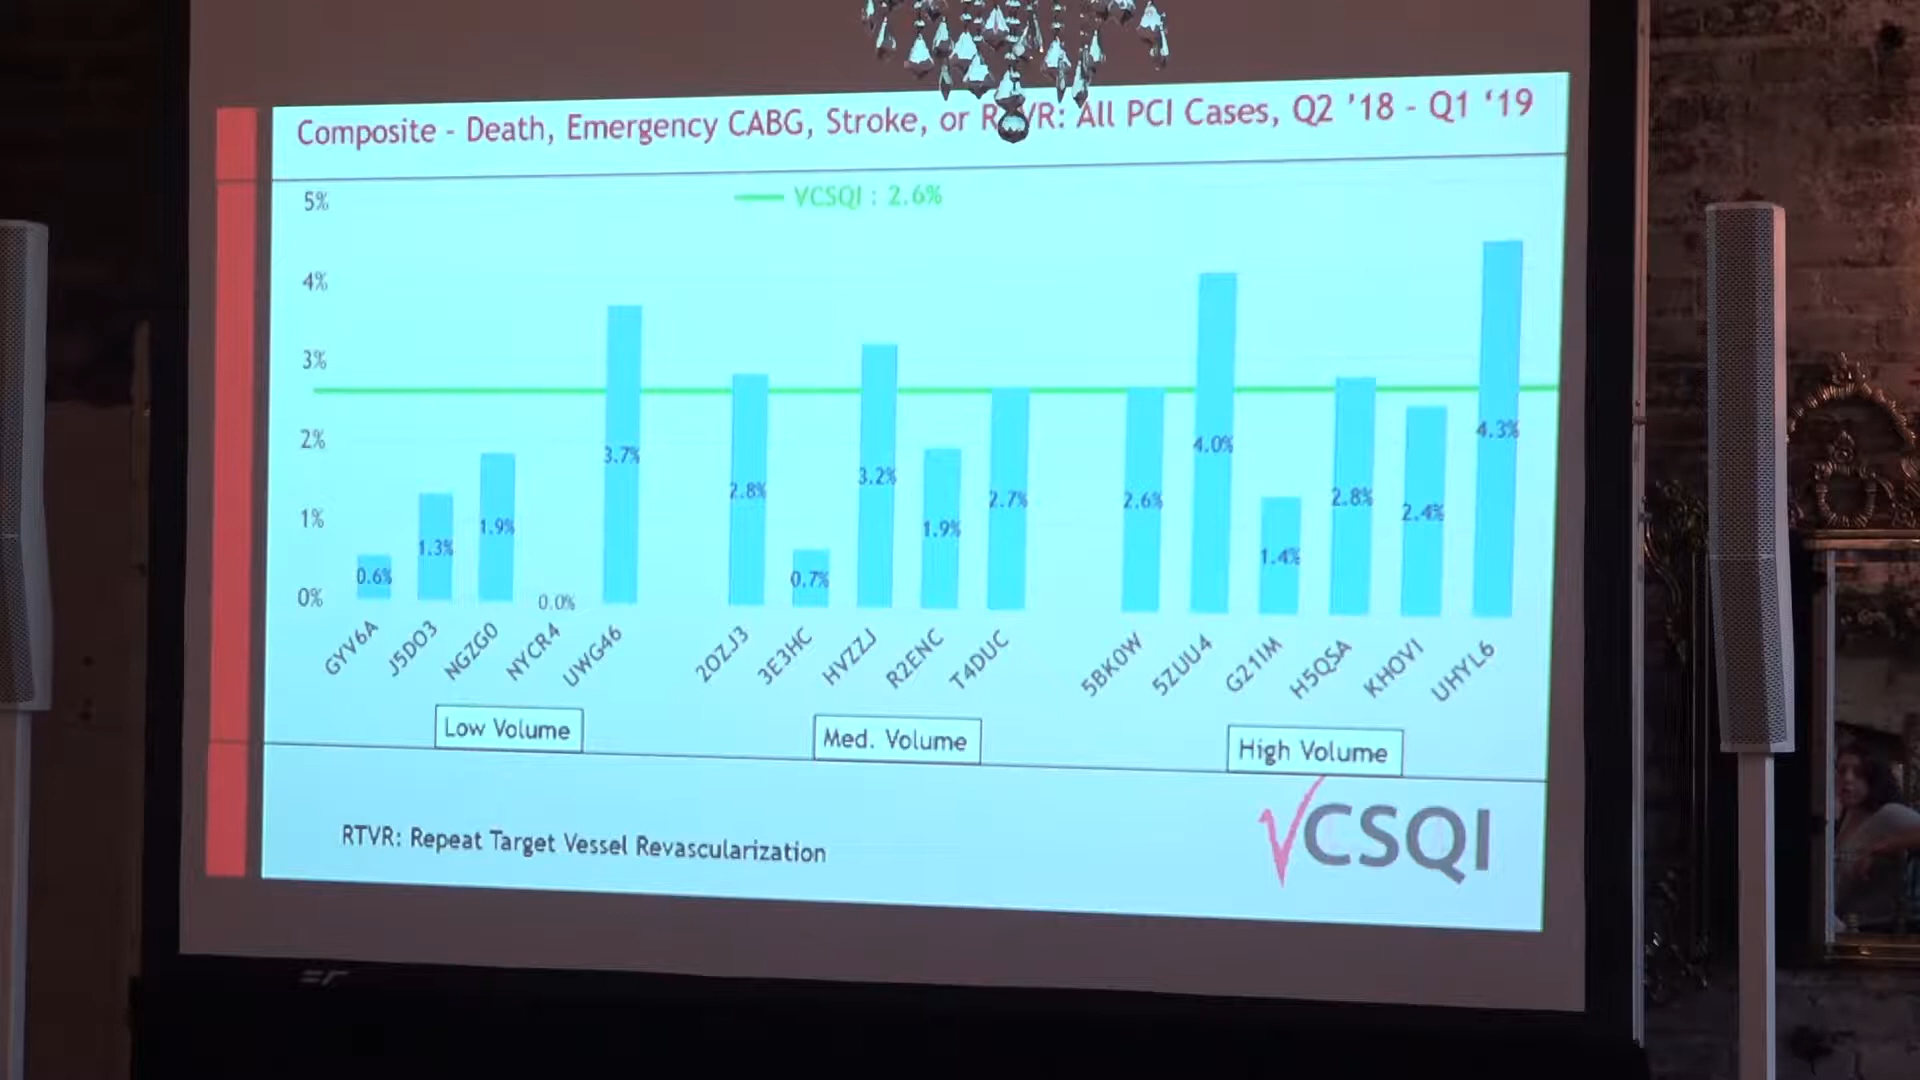 Composite - Death, Emergency CABG, Stroke, or RTVR: All PCI Cases, Q2 ’18 - Q1 ‘19
VCSQI : 2.6%
5%
4%
3%
2%
1%
0%
0.6%
1.3%
1.9%
0.0%
3.7%
2.8%
0.7%
3.2%
1.9%
2.7%
2.6%
4.0%
1.4%
2.8%
2.4%
4.3%
GYV6A
J5DO3
NGZG0
NYCR4
UWG46
2OZJ3
3E3HC
HVZZJ
R2ENC
T4DUC
5BK0W
5ZUU4
G21IM
H5QSA
KHOVI
UHYL6
Low Volume
Med. Volume
High Volume
RTVR: Repeat Target Vessel Revascularization
VCSQI